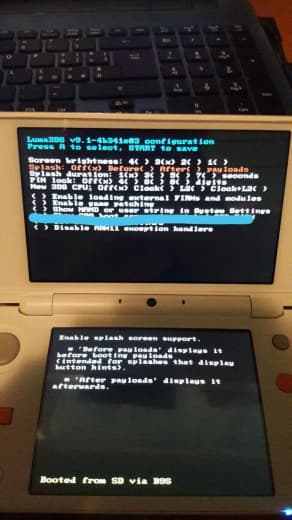 Luma3DS v9.1-4b341e03 configuration
Press A to select, START to save
Screen brightness: 4( ) 3(x) 2( ) 1( )
Splash: Off(x) Before( ) After( ) payloads
Splash duration: 1(x) 3( ) 5( ) 7( ) seconds
PIN lock: Off(x) 4( ) 6( ) 8( ) digits
New 3DS CPU: Off(x) Clock( ) L2( ) Clock+L2( )
( ) Enable loading external FIRMs and modules
( ) Enable game patching
( ) Show NAND or user string in System Settings
( ) Disable ARM11 exception handlers
Enable splash screen support.
* 'Before payloads' displays it
before booting payloads
(intended for splashes that display
button hints).
* 'After payloads' displays it
afterwards.
Booted from SD via B9S